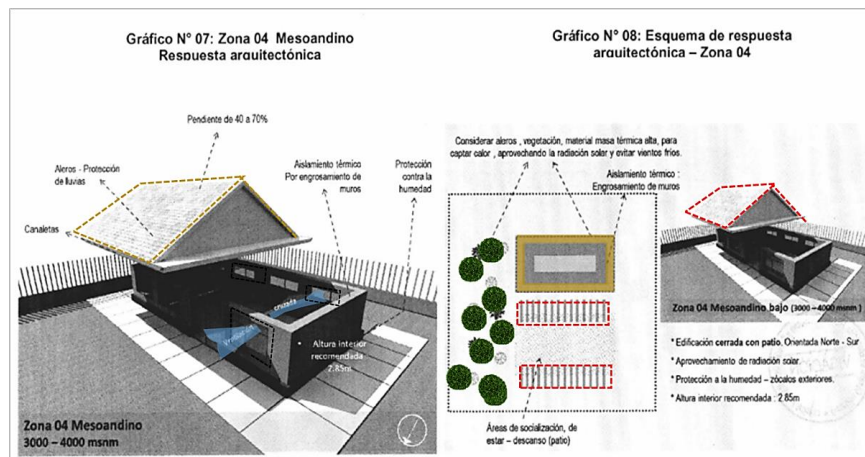 Gráfico N° 07: Zona 04 Mesoandino
Respuesta arquitectónica
Pendiente de 40 a 70%
Aleros - Protección
de lluvias
Canaletas
Aislamiento térmico
Por engrosamiento de
muros
Protección
contra la
humedad
Ventilación cruzada
• Altura interior
recomendada
2.85ml
Zona 04 Mesoandino
3000 – 4000 msnm
Gráfico N° 08: Esquema de respuesta
arquitectónica – Zona 04
Considerar aleros , vegetación, material masa térmica alta, para
captar calor , aprovechando la radiación solar y evitar vientos fríos.
Aislamiento térmico :
Engrosamiento de muros
Áreas de socialización, de
estar – descanso (patio)
Zona 04 Mesoandino bajo (3000 – 4000 msnm )
* Edificación cerrada con patio. Orientada Norte - Sur
* Aprovechamiento de radiación solar.
* Protección a la humedad – zócalos exteriores.
* Altura interior recomendada : 2.85m